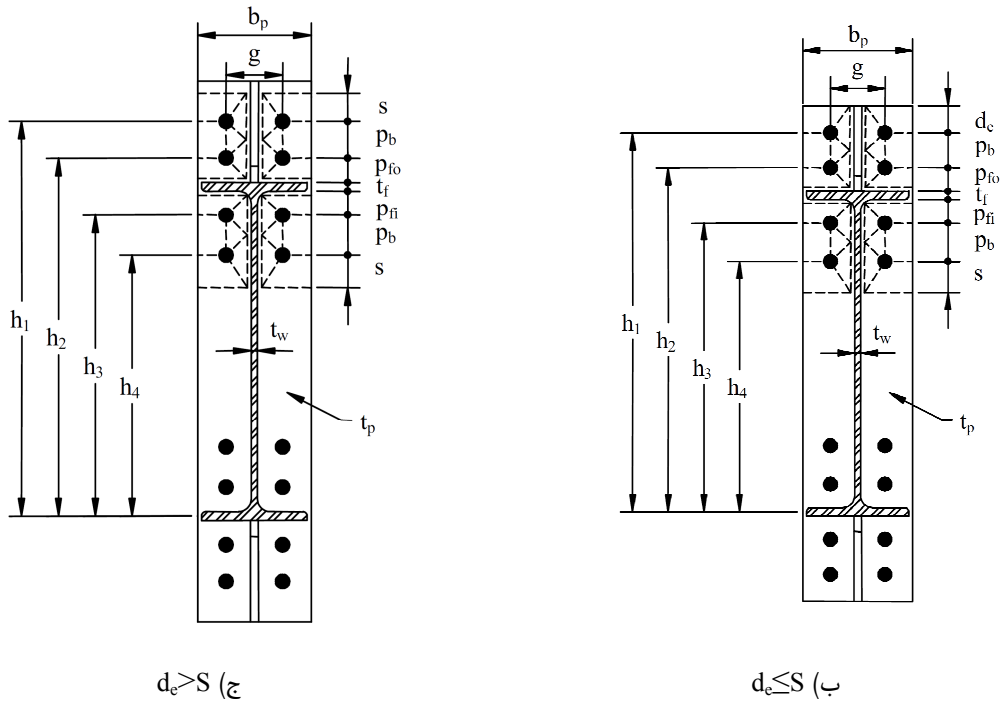 bp
g
s
pb
pfo
tf
pfi
pb
s
h1
h2
h3
h4
tw
tp
ج) de>S
bp
g
de
pb
pfo
tf
pfi
pb
s
h1
h2
h3
h4
tw
tp
ب) de≤S